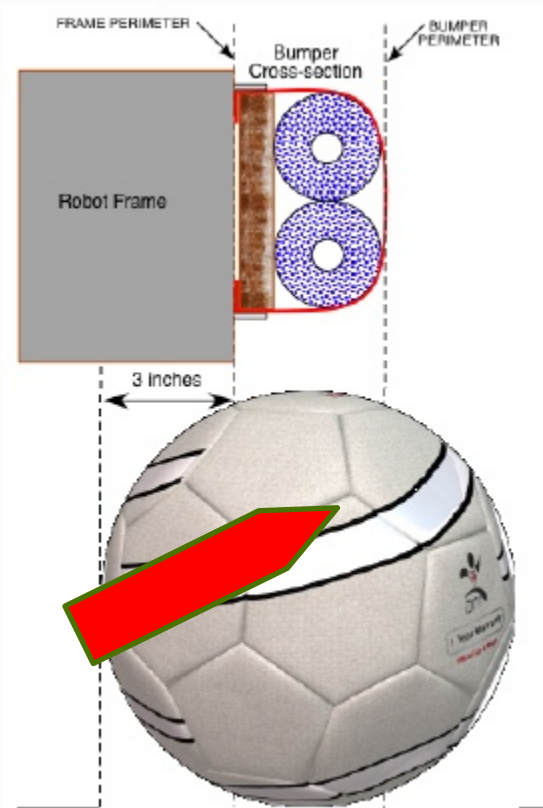 FRAME PERIMETER
BUMPER
PERIMETER
Bumper
Cross-section
Robot Frame
3 inches